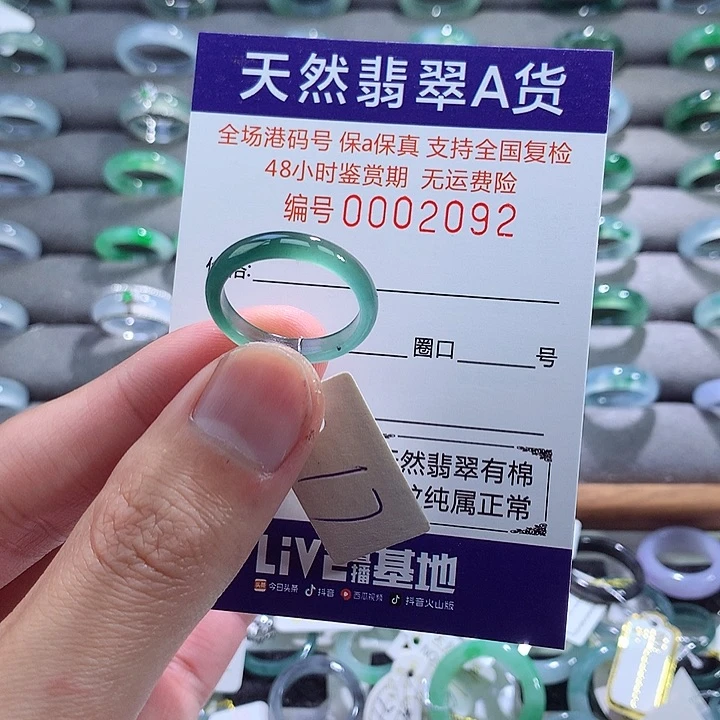 天然翡翠A货
全场港码号 保a保真 支持全国复检
48小时鉴赏期 无运费险
编号 0002092
圈口 号
然翡翠有棉
纯属正常
LIVE 播 基地
今日头条 抖音 西瓜视频 抖音火山版
17